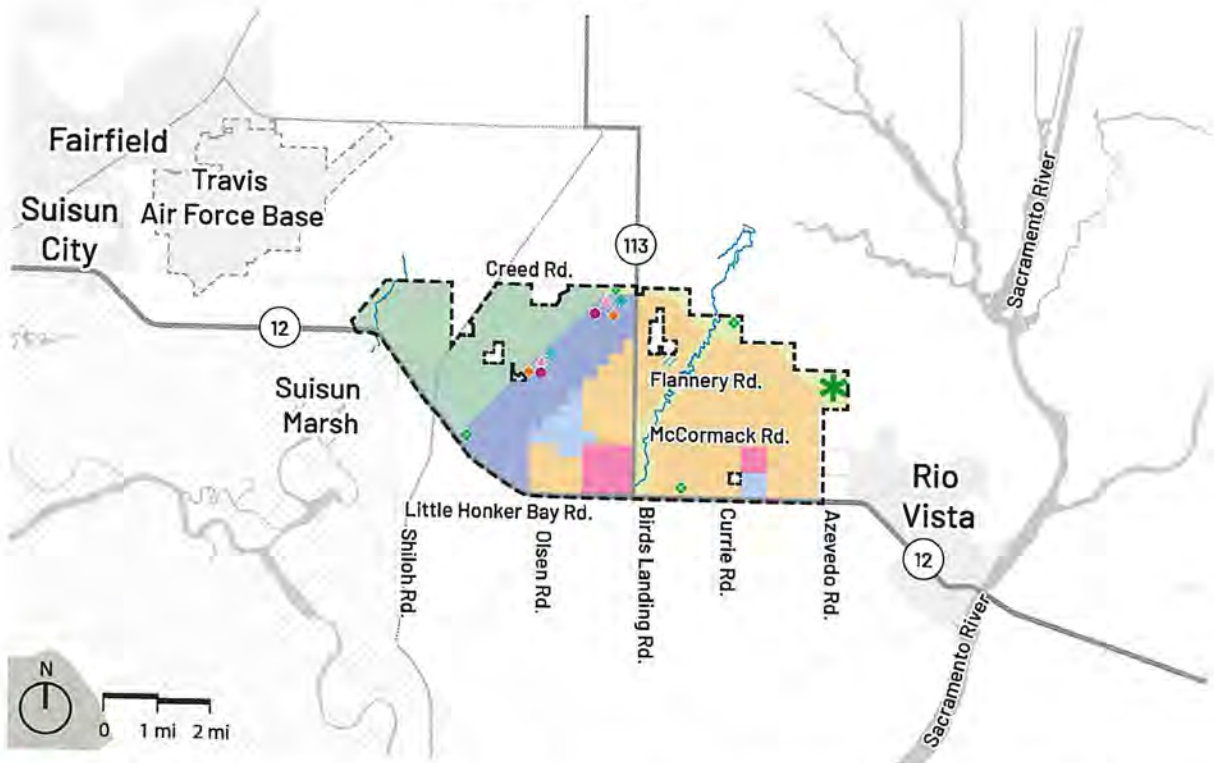 Fairfield
Travis
Air Force Base
Suisun
City
113
Creed Rd.
12
Suisun
Marsh
Flannery Rd.
McCormack Rd.
Rio
Vista
Little Honker Bay Rd.
Shiloh Rd.
Olsen Rd.
Birds Landing Rd.
Currie Rd.
Azevedo Rd.
12
Sacramento River
Sacramento River
Sacramento River
N
0 1 mi 2 mi